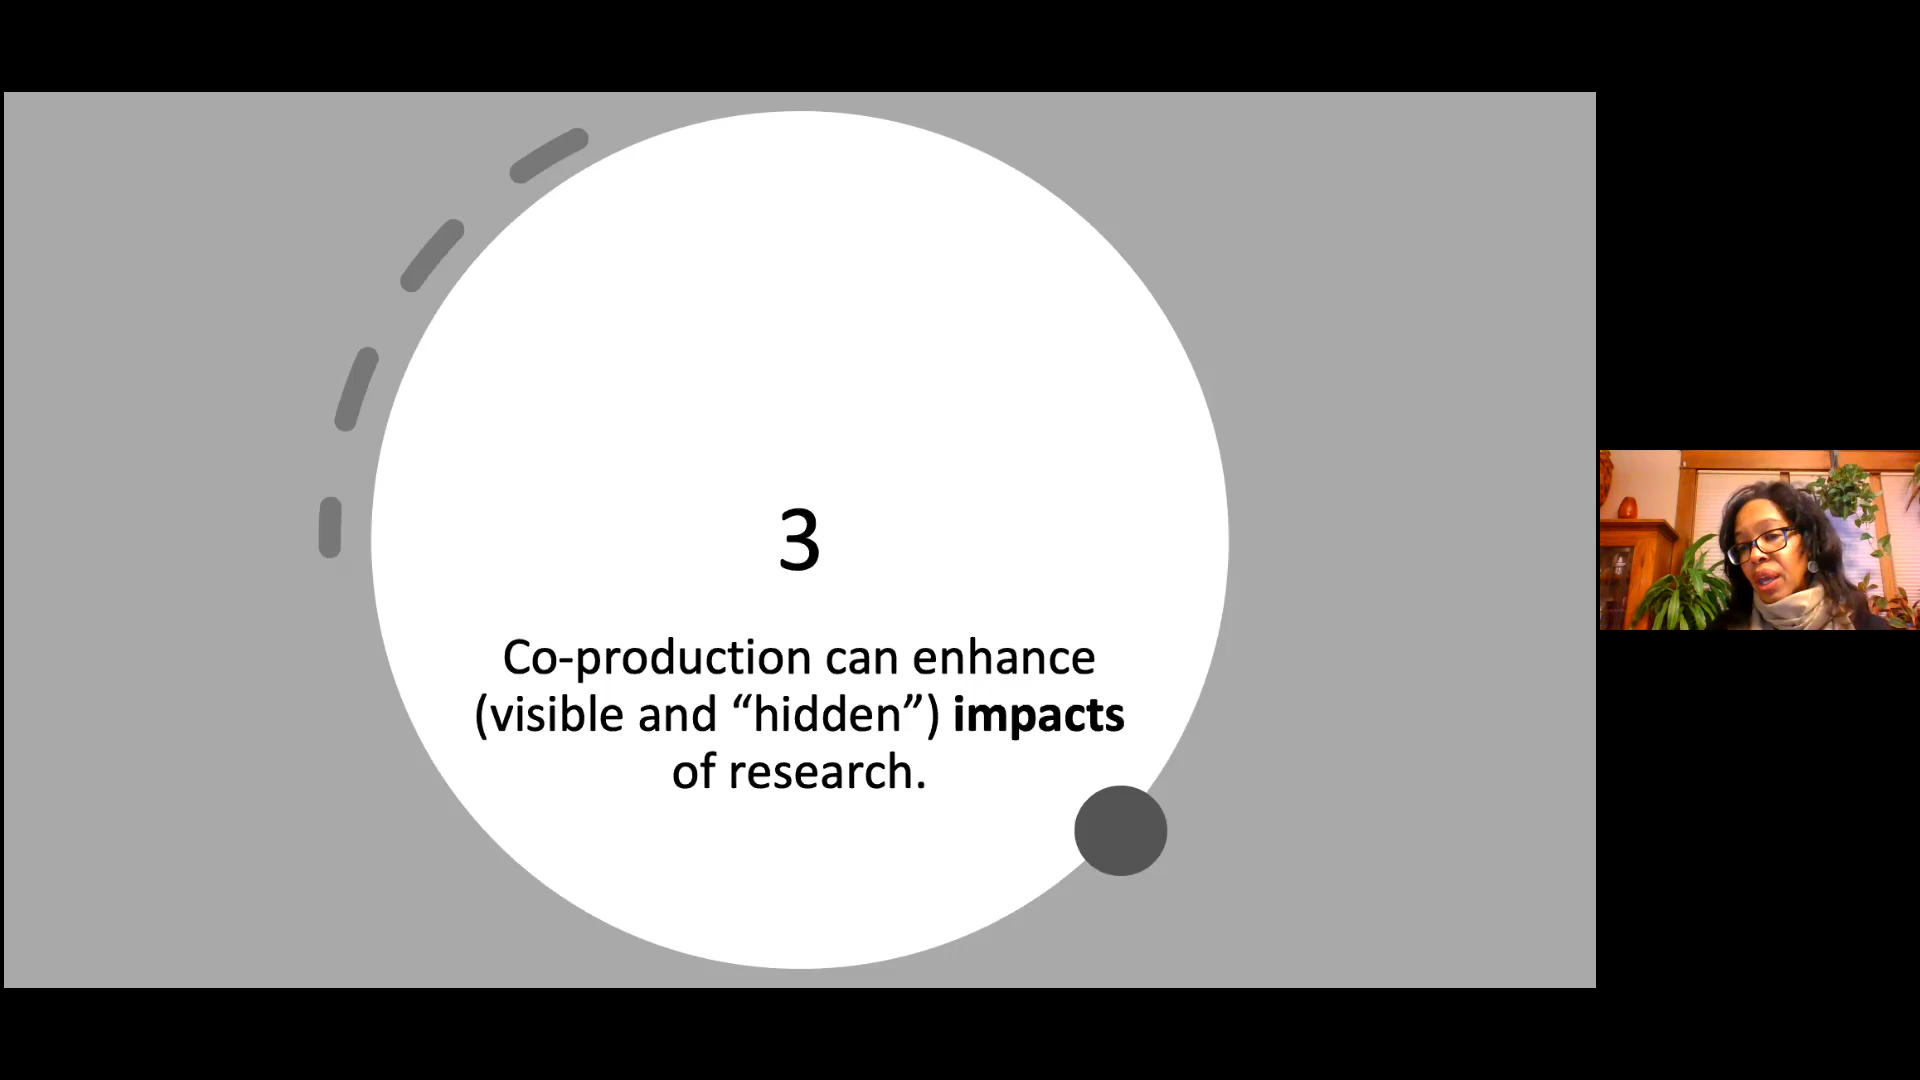 3
Co-production can enhance
(visible and “hidden”) impacts
of research.